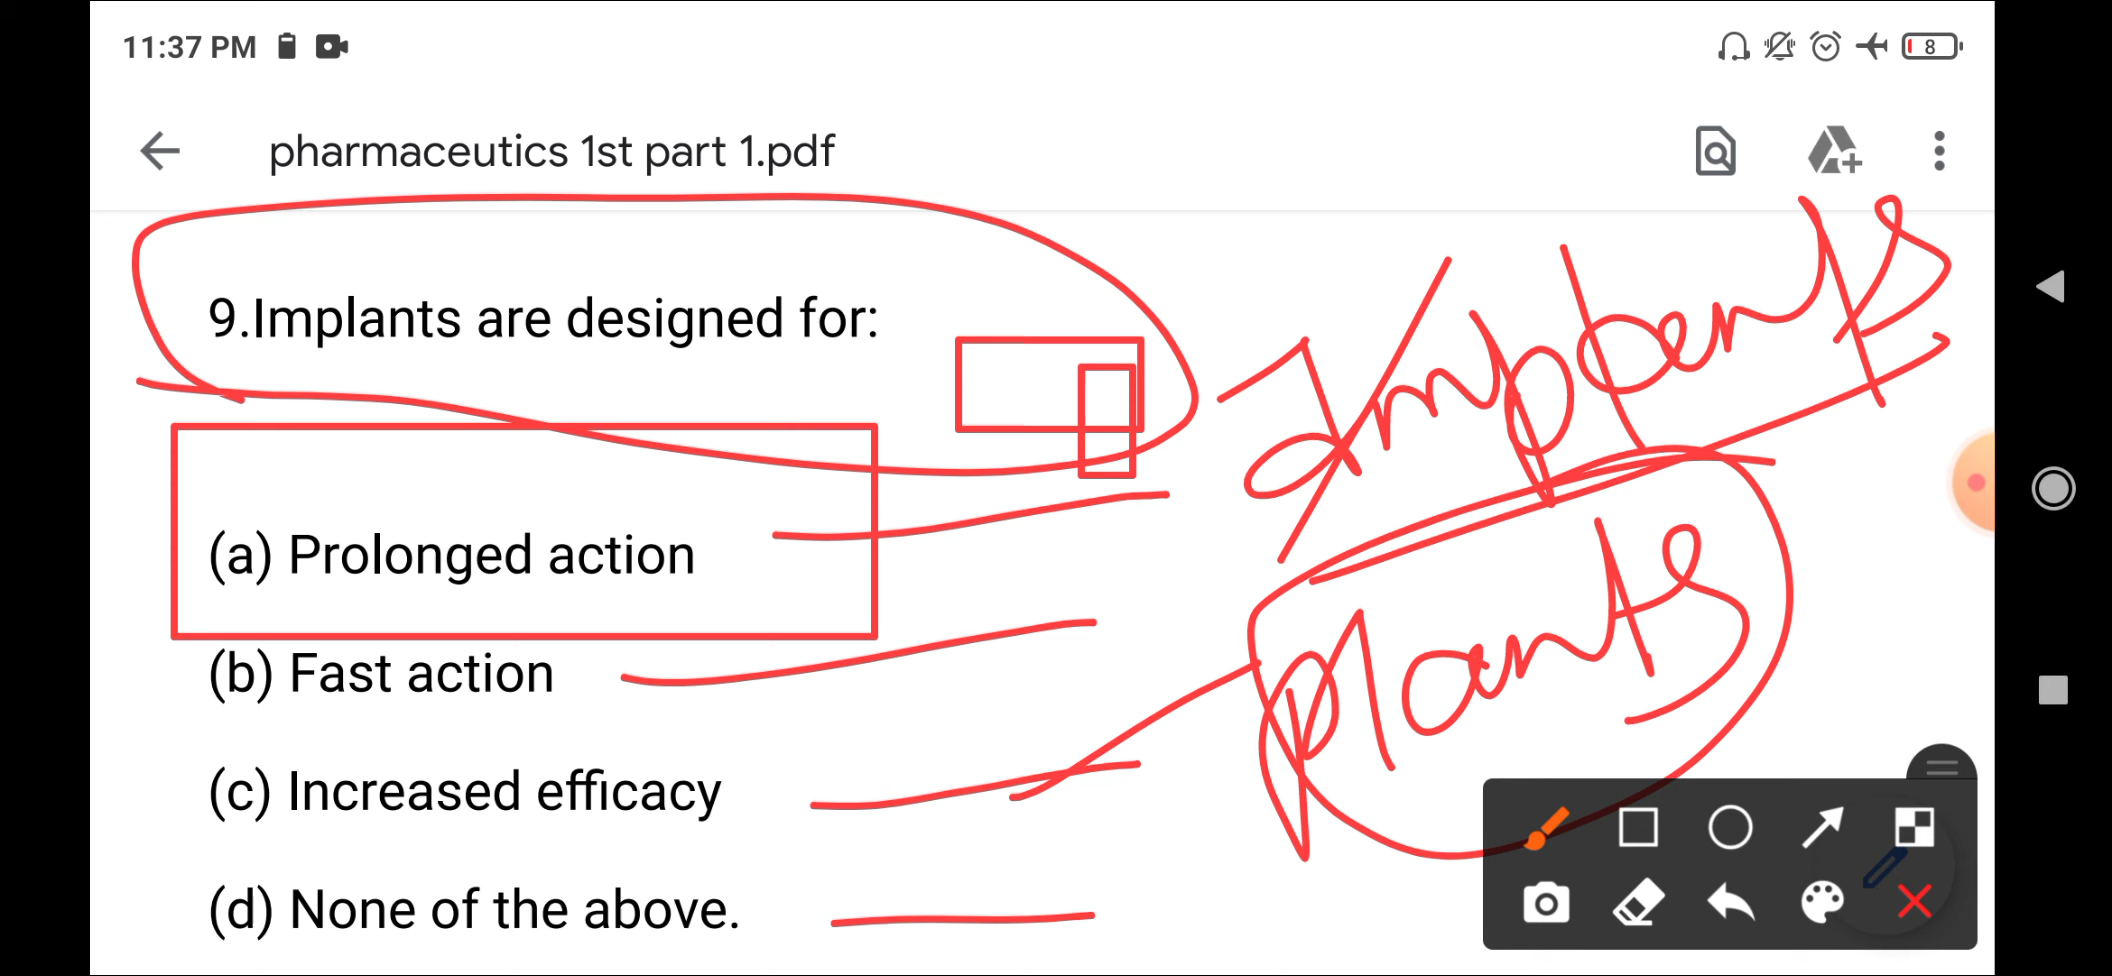 11:37 PM
8
pharmaceutics 1st part 1.pdf
9.Implants are designed for:
(a) Prolonged action
(b) Fast action
(c) Increased efficacy
(d) None of the above.
plants